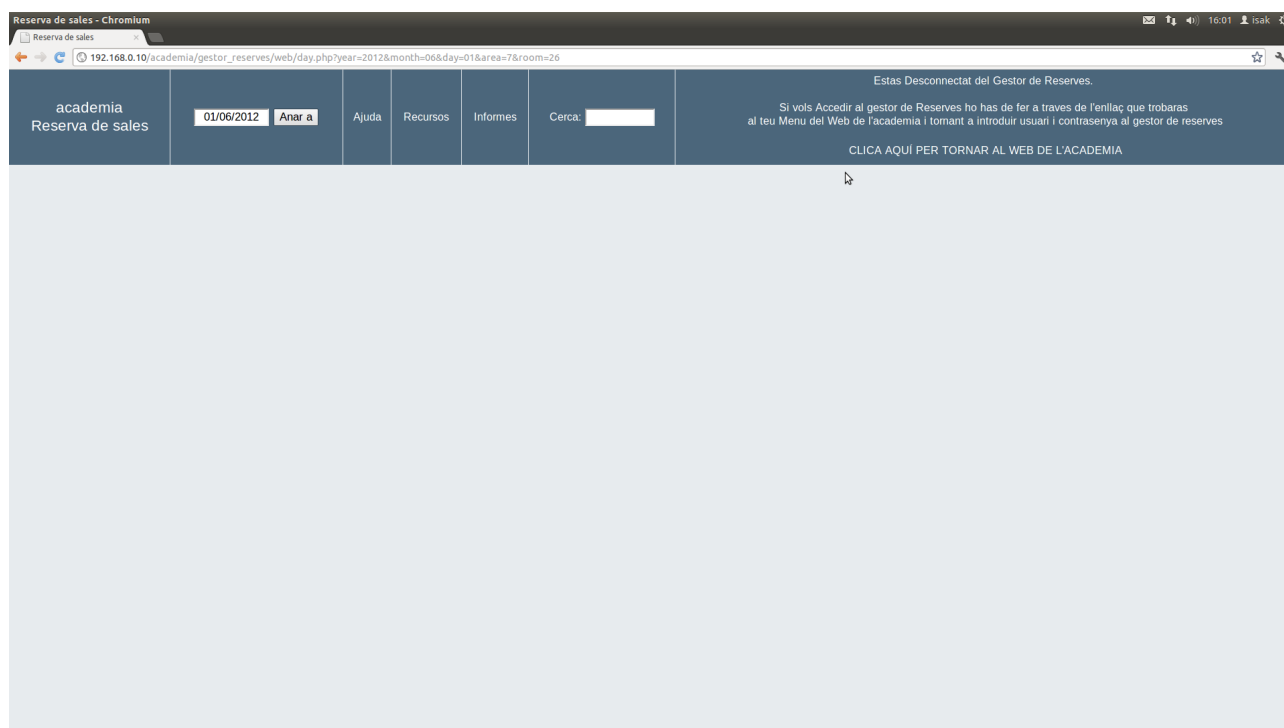 Reserva de sales - Chromium
16:01 isak
Reserva de sales
192.168.0.10/academia/gestor_reserves/web/day.php?year=2012&month=06&day=01&area=7&room=26
academia
Reserva de sales
01/06/2012 Anar a
Ajuda
Recursos
Informes
Cerca:
Estas Desconnectat del Gestor de Reserves.
Si vols Accedir al gestor de Reserves ho has de fer a traves de l'enllaç que trobaras
al teu Menu del Web de l'academia i tornant a introduir usuari i contrasenya al gestor de reserves
CLICA AQUÍ PER TORNAR AL WEB DE L'ACADEMIA